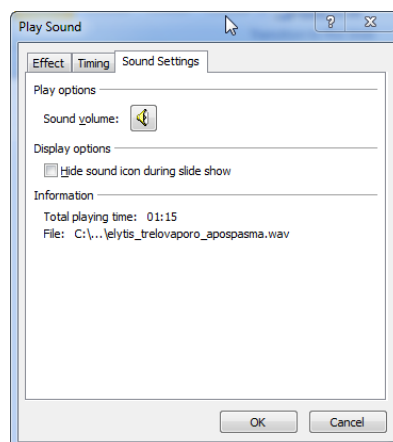 Play Sound
Effect Timing Sound Settings
Play options
Sound volume:
Display options
Hide sound icon during slide show
Information
Total playing time: 01:15
File: C:\...\elytis_trelovaporo_apospasma.wav
OK Cancel